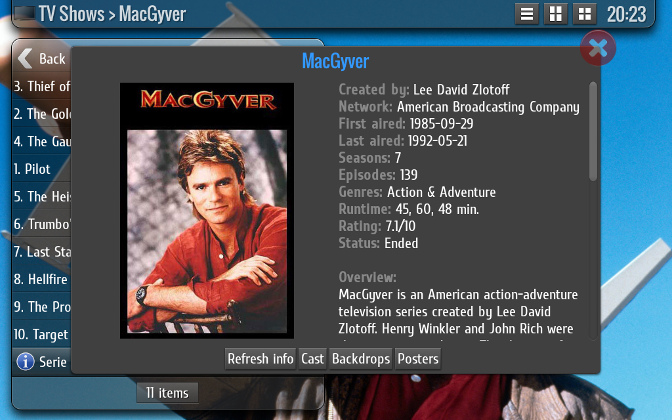 TV Shows > MacGyver
20:23
Back
3. Thief of
2. The Gol
4. The Gau
1. Pilot
5. The Heis
6. Trumbo'
7. Last Sta
8. Hellfire
9. The Pro
10. Target
Serie
11 items
MacGyver
MACGYVER
Created by: Lee David Zlotoff
Network: American Broadcasting Company
First aired: 1985-09-29
Last aired: 1992-05-21
Seasons: 7
Episodes: 139
Genres: Action & Adventure
Runtime: 45, 60, 48 min.
Rating: 7.1/10
Status: Ended
Overview:
MacGyver is an American action-adventure
television series created by Lee David
Zlotoff. Henry Winkler and John Rich were
Refresh info
Cast
Backdrops
Posters